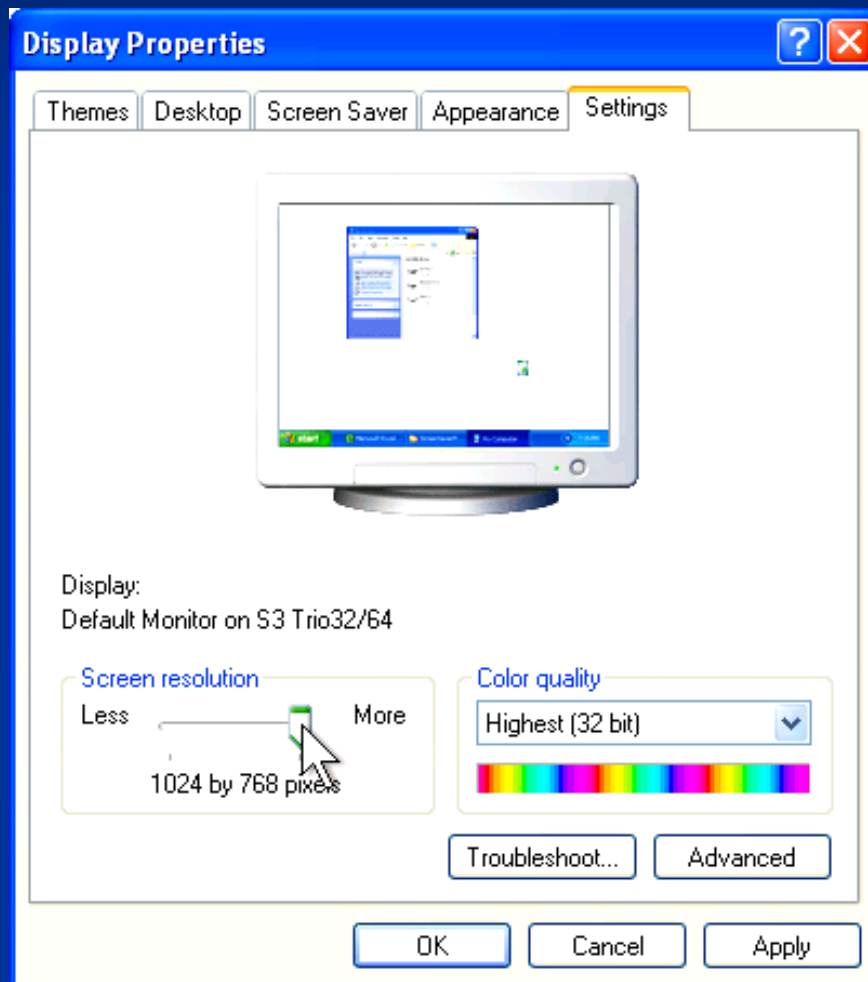 Display Properties
?
Themes Desktop Screen Saver Appearance Settings
start
Display:
Default Monitor on S3 Trio32/64
Screen resolution
Less More
1024 by 768 pixels
Color quality
Highest (32 bit)
Troubleshoot... Advanced
OK Cancel Apply